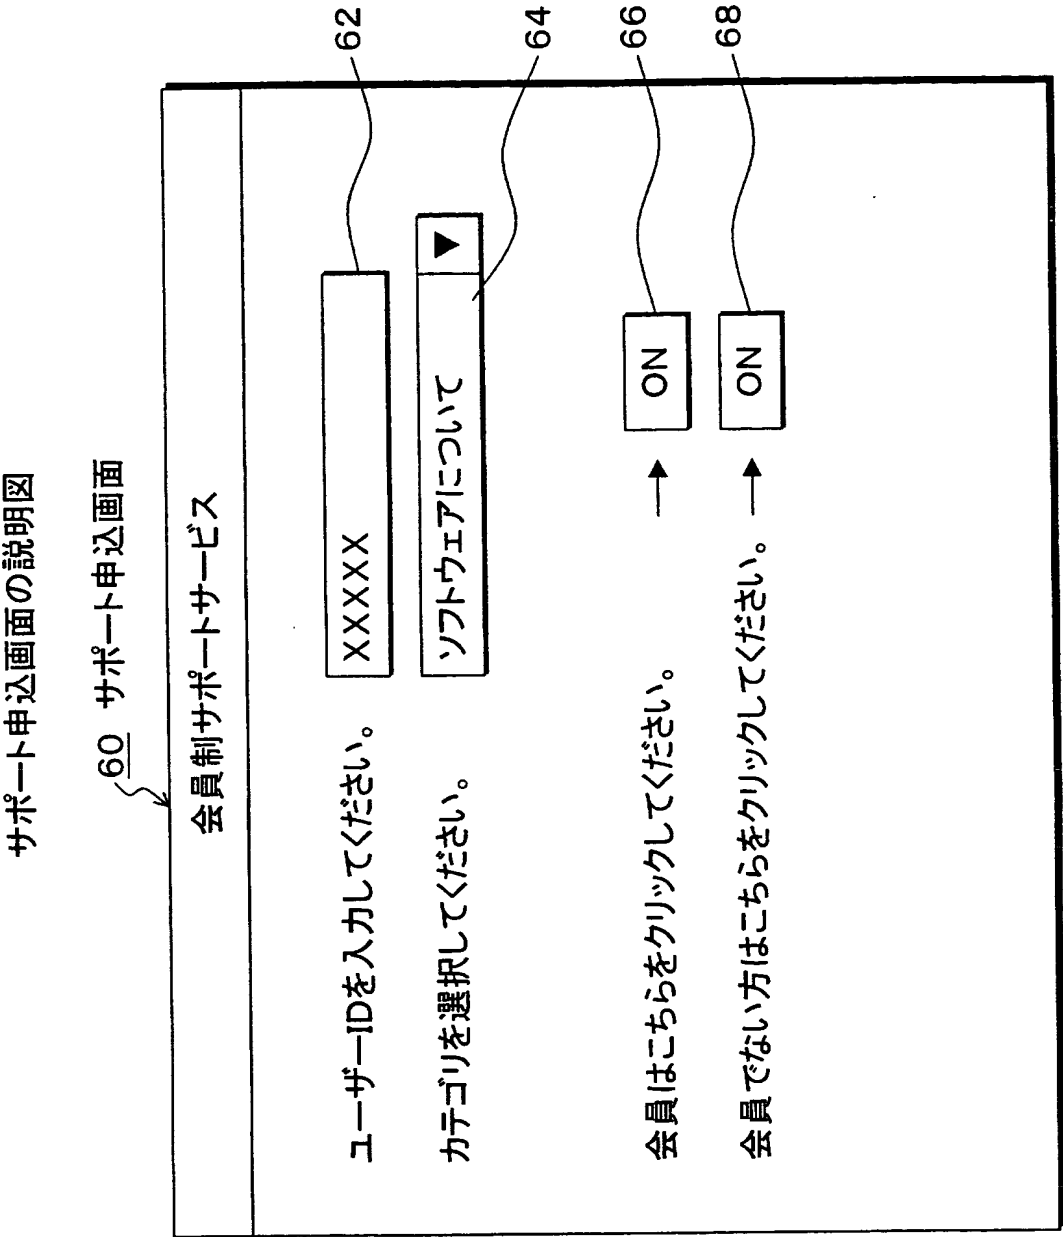 サポート申込画面の説明図
60 サポート申込画面
会員制サポートサービス
ユーザーIDを入力してください。 XXXXX 62
カテゴリを選択してください。 ソフトウェアについて ▼ 64
会員はこちらをクリックしてください。 → ON 66
会員でない方はこちらをクリックしてください。 → ON 68